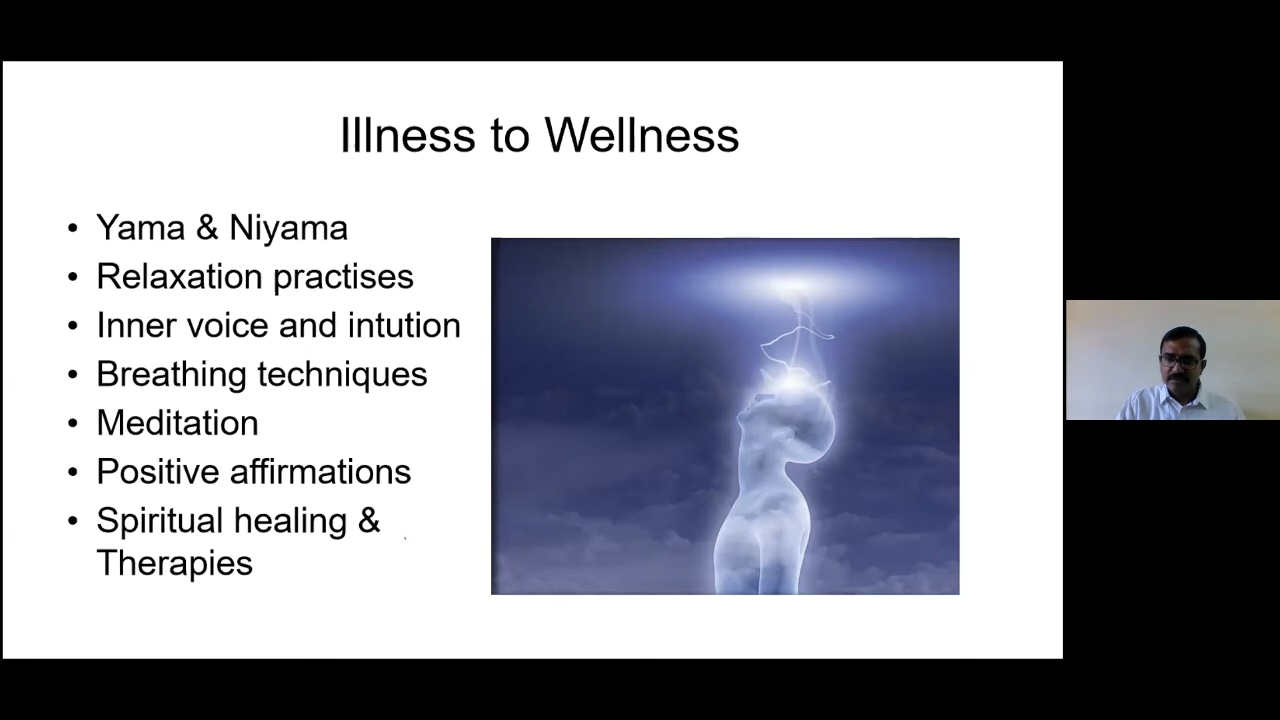 Illness to Wellness
• Yama & Niyama
• Relaxation practises
• Inner voice and intution
• Breathing techniques
• Meditation
• Positive affirmations
• Spiritual healing &
Therapies